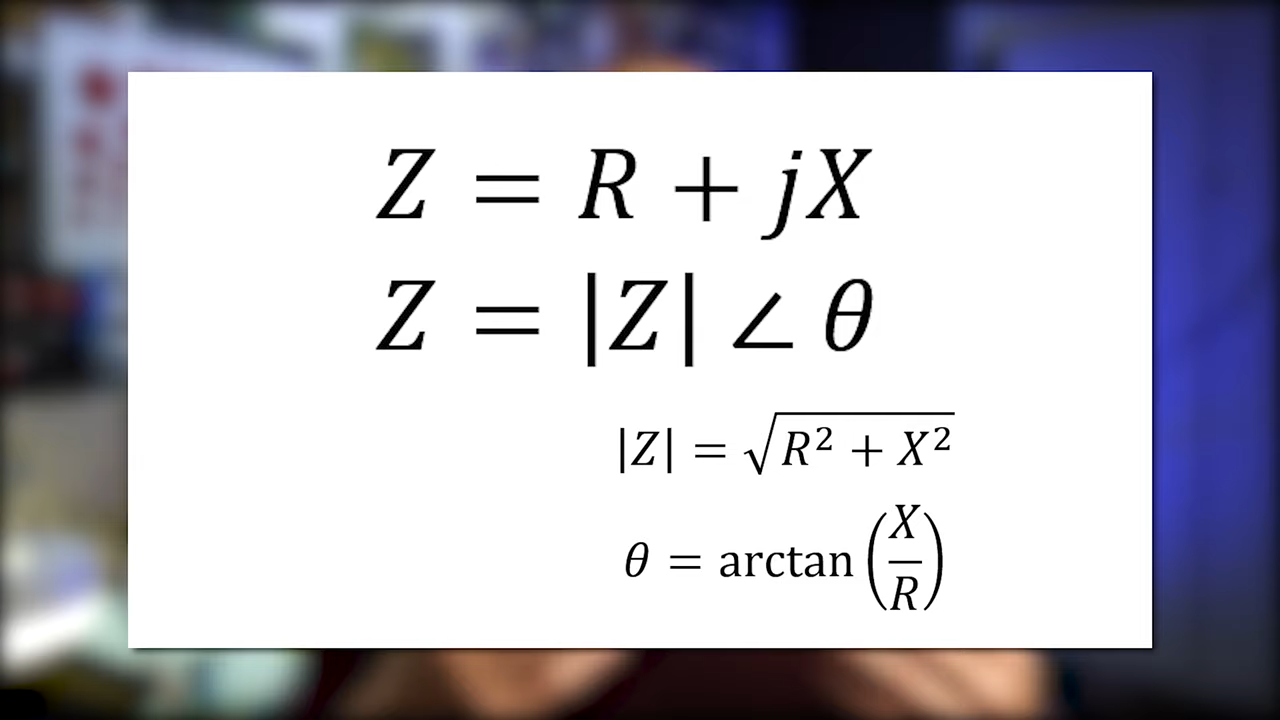 Z = R + jX
Z = |Z| ∠ θ
|Z| = √(R² + X²)
θ = arctan(X/R)